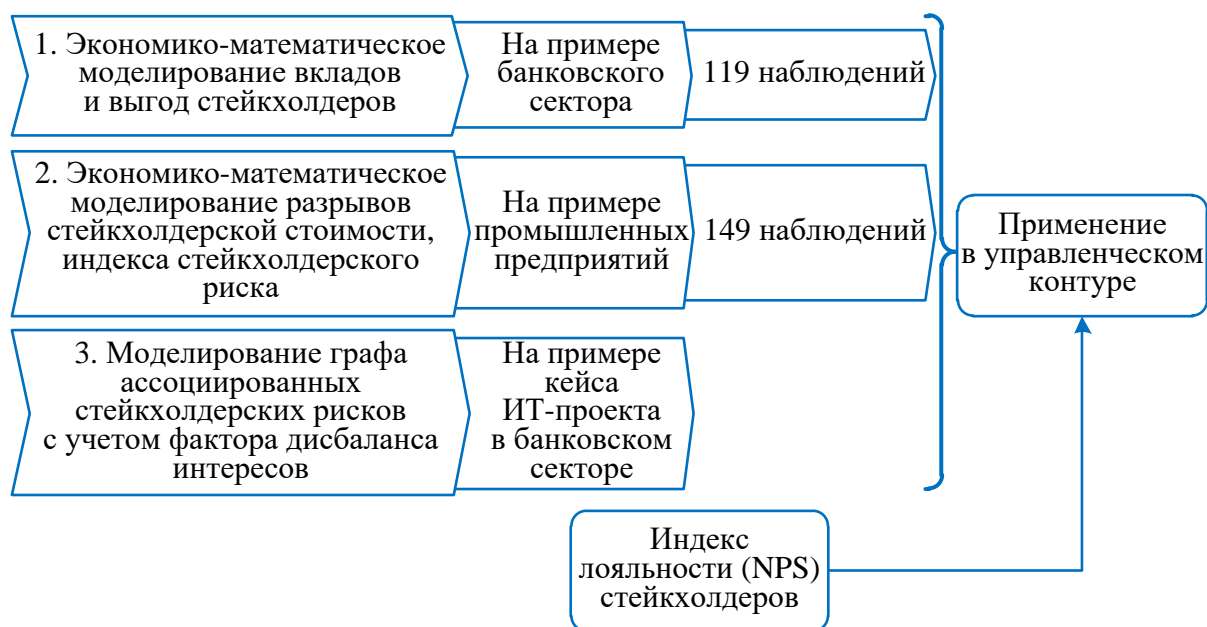 1. Экономико-математическое
моделирование вкладов
и выгод стейкхолдеров
На примере
банковского
сектора
119 наблюдений
2. Экономико-математическое
моделирование разрывов
стейкхолдерской стоимости,
индекса стейкхолдерского
риска
На примере
промышленных
предприятий
149 наблюдений
3. Моделирование графа
ассоциированных
стейкхолдерских рисков
с учетом фактора дисбаланса
интересов
На примере
кейса
ИТ-проекта
в банковском
секторе
Применение
в управленческом
контуре
Индекс
лояльности (NPS)
стейкхолдеров